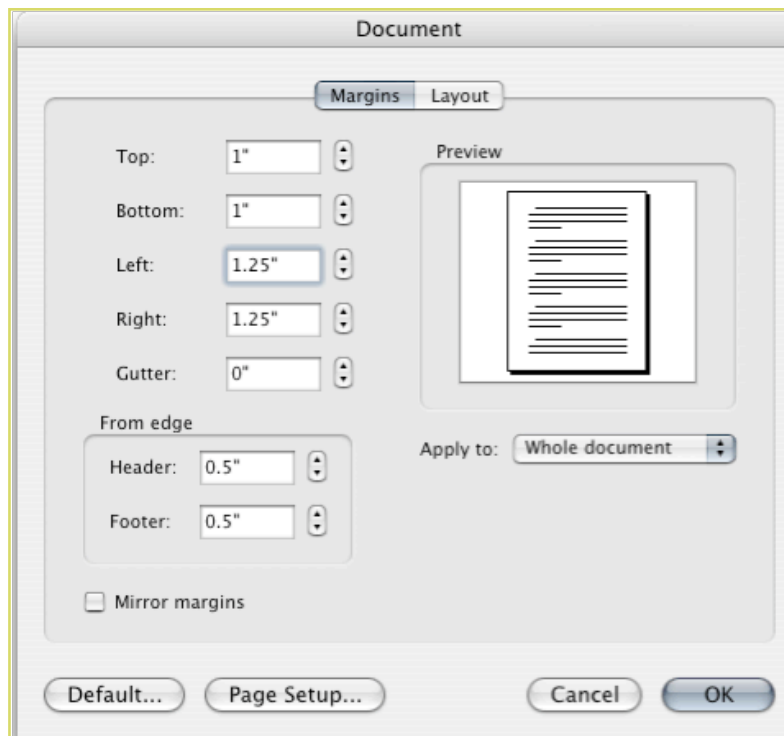 Document
Margins Layout
Top: 1"
Bottom: 1"
Left: 1.25"
Right: 1.25"
Gutter: 0"
From edge
Header: 0.5"
Footer: 0.5"
Mirror margins
Preview
Apply to: Whole document
Default... Page Setup... Cancel OK